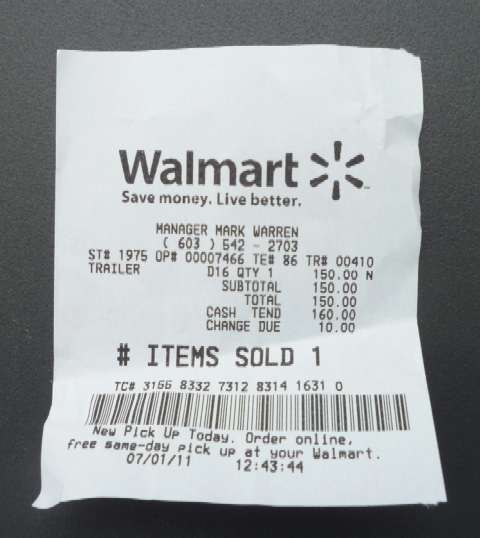 Walmart
Save money. Live better.
MANAGER MARK WARREN
( 603 ) 542 - 2703
ST# 1975 OP# 00007466 TE# 86 TR# 00410
TRAILER D16 QTY 1 150.00 N
SUBTOTAL 150.00
TOTAL 150.00
CASH TEND 160.00
CHANGE DUE 10.00
# ITEMS SOLD 1
TC# 3166 8332 7312 8314 1631 0
New Pick Up Today. Order online,
free same-day pick up at your Walmart.
07/01/11 12:43:44